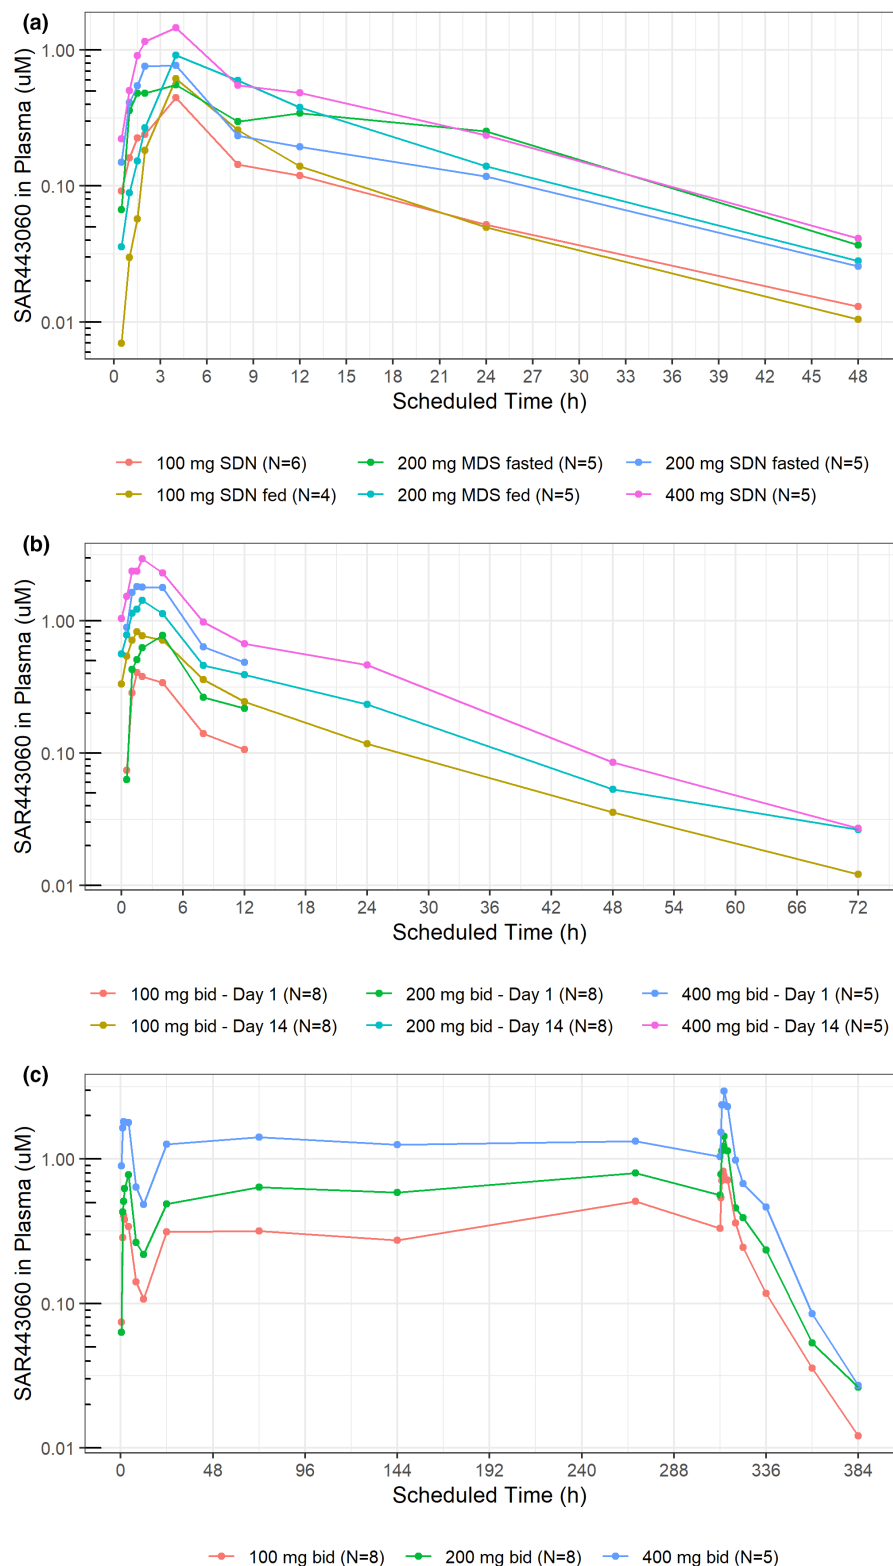 (a)
SAR443060 in Plasma (uM)
1.00
0.10
0.01
0 3 6 9 12 15 18 21 24 27 30 33 36 39 42 45 48
Scheduled Time (h)
100 mg SDN (N=6) 200 mg MDS fasted (N=5) 200 mg SDN fasted (N=5)
100 mg SDN fed (N=4) 200 mg MDS fed (N=5) 400 mg SDN (N=5)
(b)
SAR443060 in Plasma (uM)
1.00
0.10
0.01
0 6 12 18 24 30 36 42 48 54 60 66 72
Scheduled Time (h)
100 mg bid - Day 1 (N=8) 200 mg bid - Day 1 (N=8) 400 mg bid - Day 1 (N=5)
100 mg bid - Day 14 (N=8) 200 mg bid - Day 14 (N=8) 400 mg bid - Day 14 (N=5)
(c)
SAR443060 in Plasma (uM)
1.00
0.10
0.01
0 48 96 144 192 240 288 336 384
Scheduled Time (h)
100 mg bid (N=8) 200 mg bid (N=8) 400 mg bid (N=5)